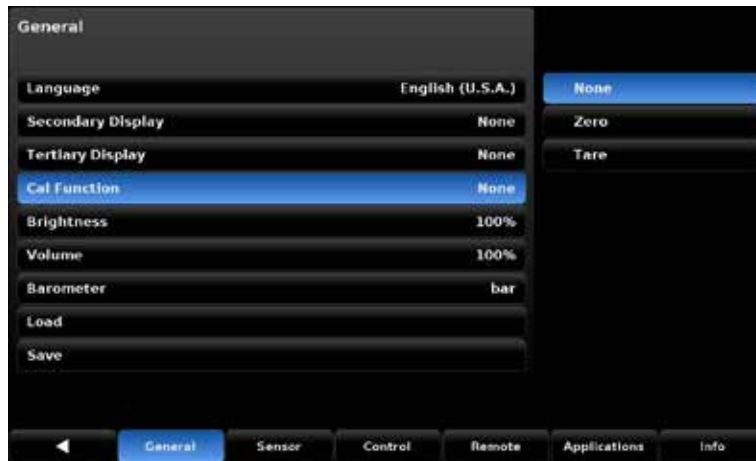 General
Language English (U.S.A.)
Secondary Display None
Tertiary Display None
Cal Function None
Brightness 100%
Volume 100%
Barometer bar
Load
Save
None
Zero
Tare
General Sensor Control Remote Applications Info